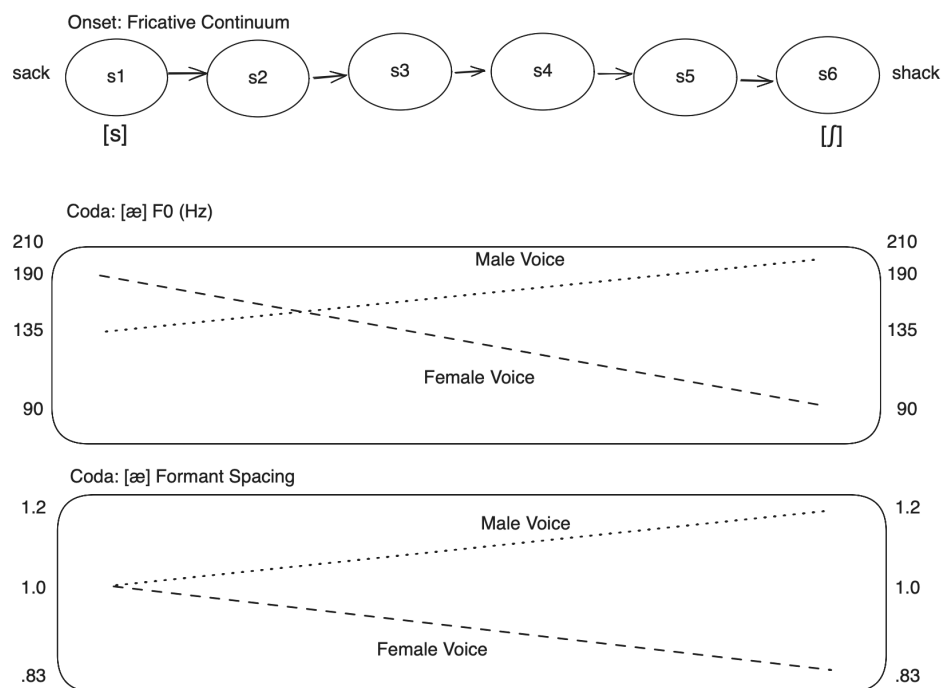 Onset: Fricative Continuum
sack s1 s2 s3 s4 s5 s6 shack
[s] [ʃ]
Coda: [æ] F0 (Hz)
210 210
Male Voice
190 190
135 135
Female Voice
90 90
Coda: [æ] Formant Spacing
1.2 1.2
Male Voice
1.0 1.0
Female Voice
.83 .83